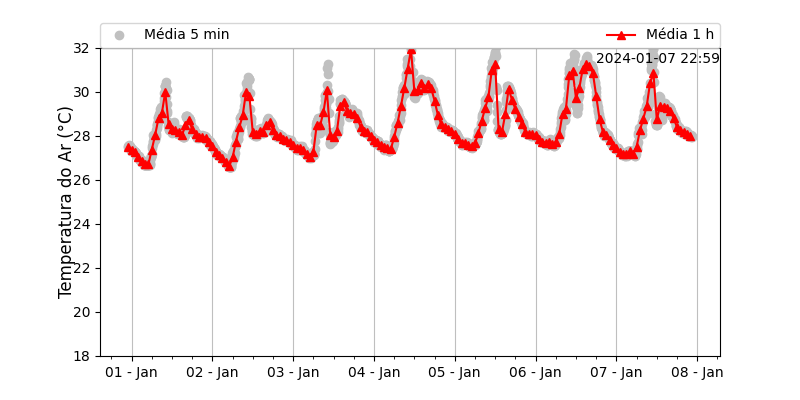 Média 5 min
Média 1 h
2024-01-07 22:59
Temperatura do Ar (°C)
32
30
28
26
24
22
20
18
01 - Jan
02 - Jan
03 - Jan
04 - Jan
05 - Jan
06 - Jan
07 - Jan
08 - Jan